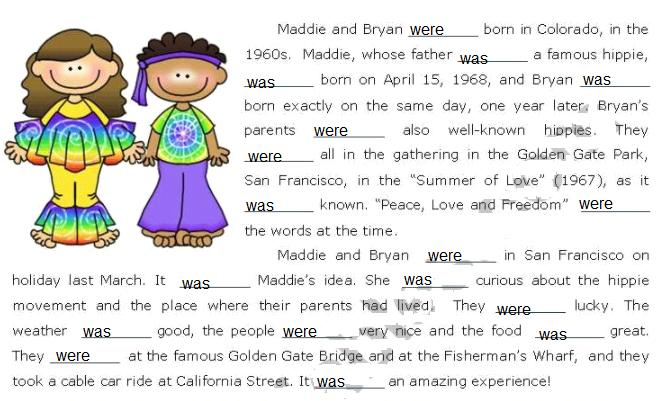 Maddie and Bryan were born in Colorado, in the
1960s. Maddie, whose father was a famous hippie,
was born on April 15, 1968, and Bryan was
born exactly on the same day, one year later. Bryan's
parents were also well-known hippies. They
were all in the gathering in the Golden Gate Park,
San Francisco, in the "Summer of Love" (1967), as it
was known. "Peace, Love and Freedom" were
the words at the time.
Maddie and Bryan were in San Francisco on
holiday last March. It was Maddie's idea. She was curious about the hippie
movement and the place where their parents had lived. They were lucky. The
weather was good, the people were very nice and the food was great.
They were at the famous Golden Gate Bridge and at the Fisherman's Wharf, and they
took a cable car ride at California Street. It was an amazing experience!